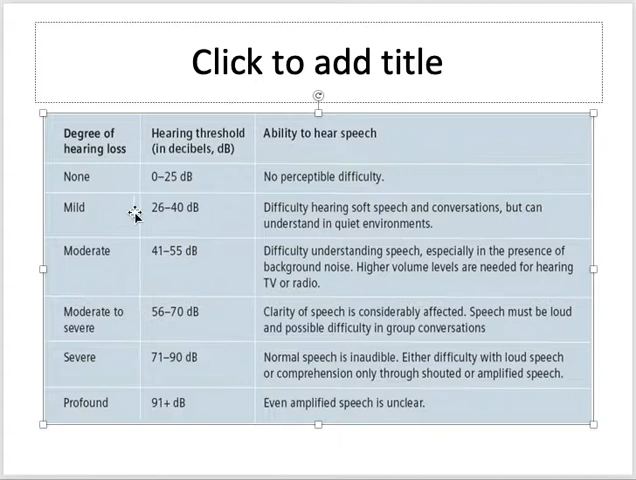 Click to add title
Degree of hearing loss
Hearing threshold (in decibels, dB)
Ability to hear speech
None
0–25 dB
No perceptible difficulty.
Mild
26–40 dB
Difficulty hearing soft speech and conversations, but can
understand in quiet environments.
Moderate
41–55 dB
Difficulty understanding speech, especially in the presence of
background noise. Higher volume levels are needed for hearing
TV or radio.
Moderate to
severe
56–70 dB
Clarity of speech is considerably affected. Speech must be loud
and possible difficulty in group conversations
Severe
71–90 dB
Normal speech is inaudible. Either difficulty with loud speech
or comprehension only through shouted or amplified speech.
Profound
91+ dB
Even amplified speech is unclear.